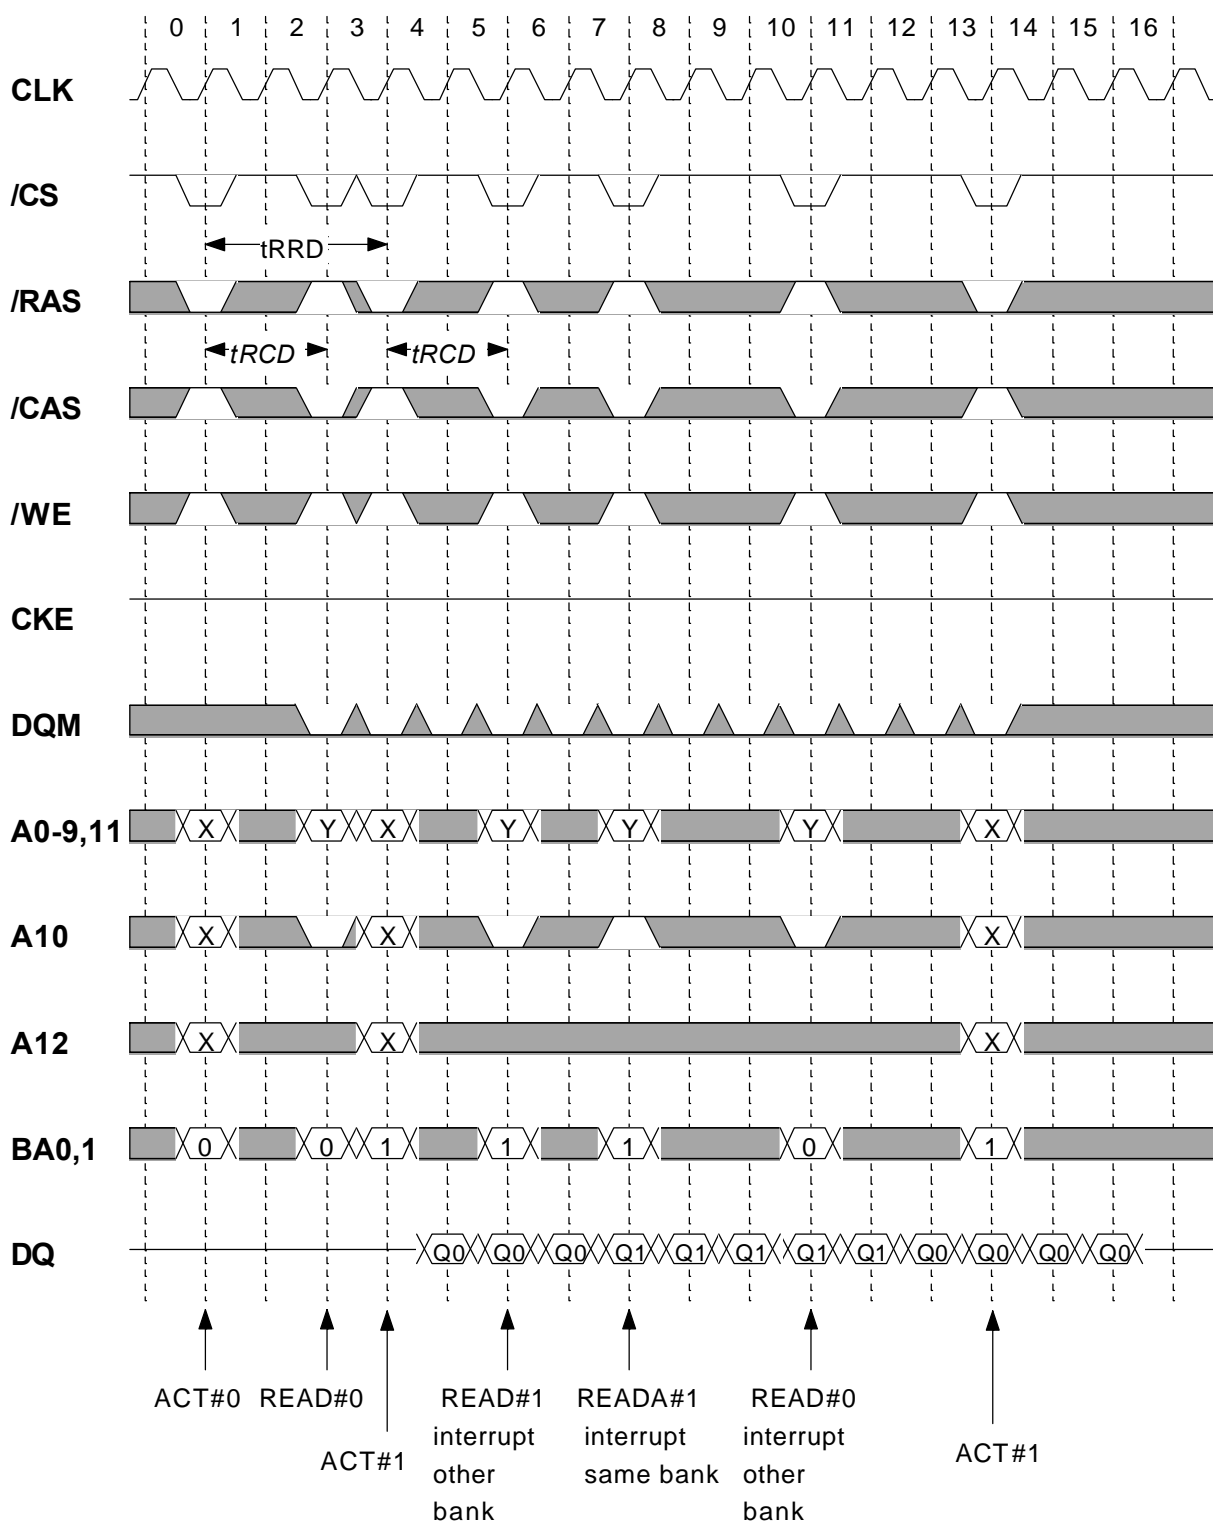 0 1 2 3 4 5 6 7 8 9 10 11 12 13 14 15 16
CLK
/CS
tRRD
/RAS
tRCD tRCD
/CAS
/WE
CKE
DQM
A0-9,11 X Y X Y Y Y X
A10 X X X
A12 X X X
BA0,1 0 0 1 1 1 0 1
DQ Q0 Q0 Q0 Q1 Q1 Q1 Q1 Q1 Q0 Q0 Q0 Q0
ACT#0 READ#0
ACT#1
READ#1
interrupt
other
bank
READA#1
interrupt
same bank
READ#0
interrupt
other
bank
ACT#1